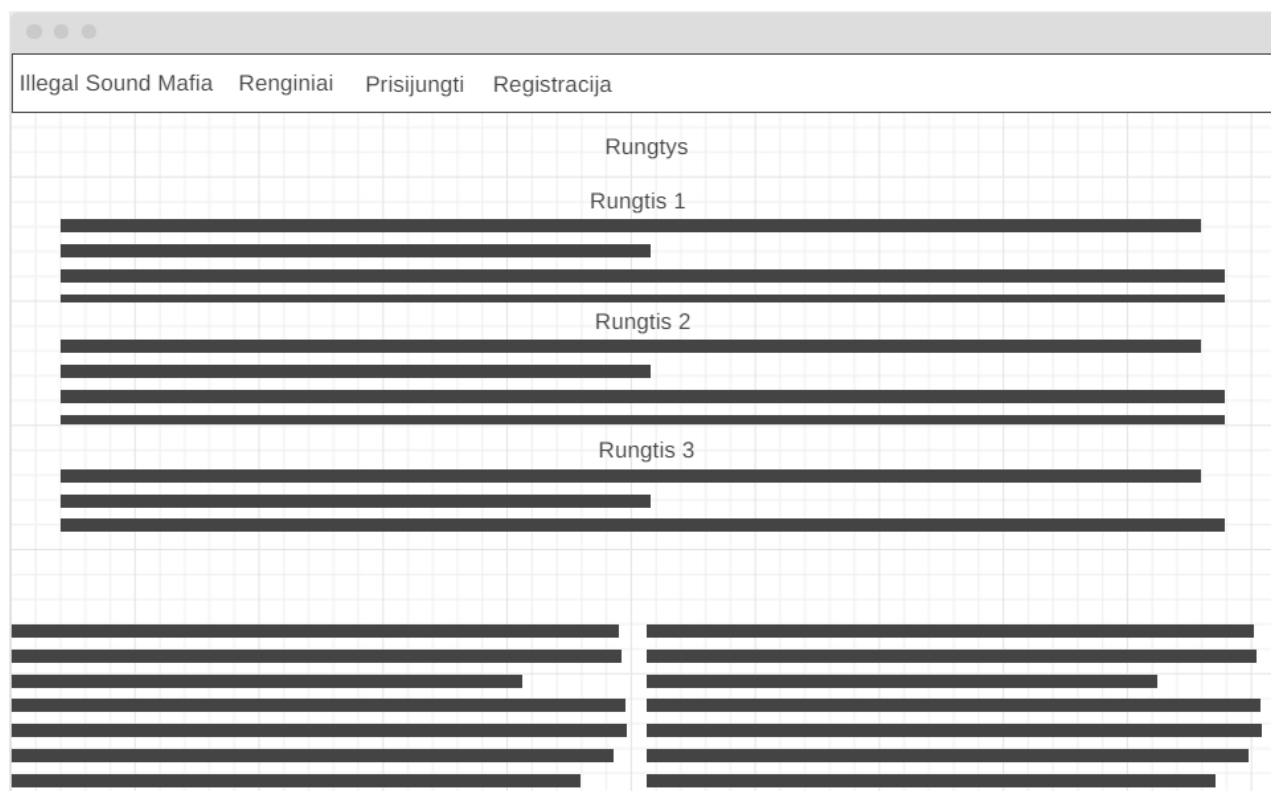 Illegal Sound Mafia Renginiai Prisijungti Registracija
Rungtys
Rungtis 1
Rungtis 2
Rungtis 3